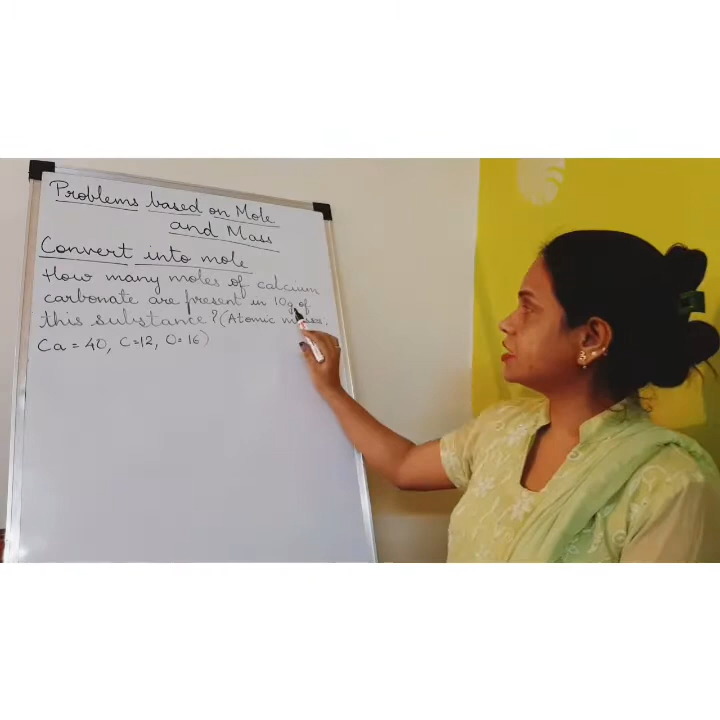 Problems based on Mole
and Mass
Convert into mole
How many moles of calcium
carbonate are present in 10g of
this substance? (Atomic masses,
Ca = 40, C=12, O=16)